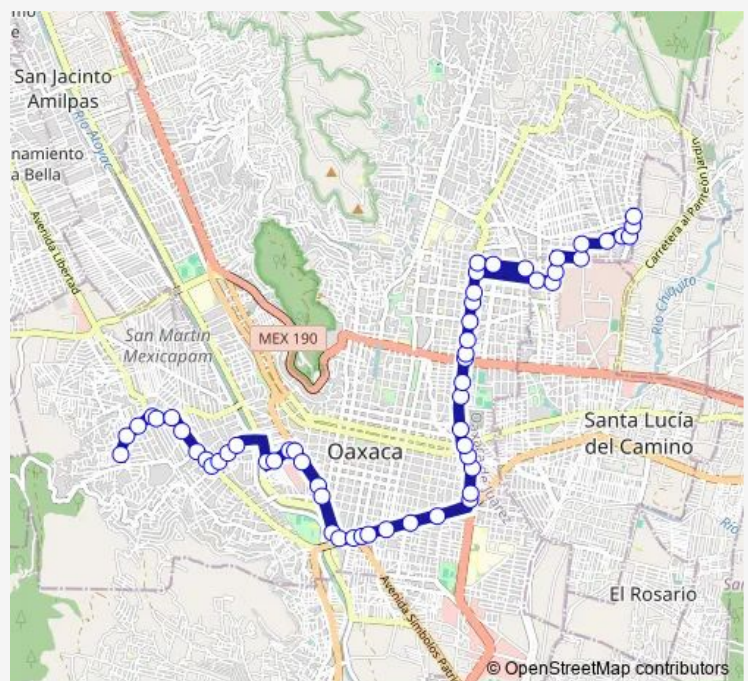 San Jacinto
Amilpas
Río Atoyac
namiento
a Bella
Avenida Libertad
Carretera al Panteón Jardín
Río Chiquito
San Martín
Mexicapam
MEX 190
Oaxaca
Santa Lucía
del Camino
El Rosario
Avenida Símbolos Patri
© OpenStreetMap contributors